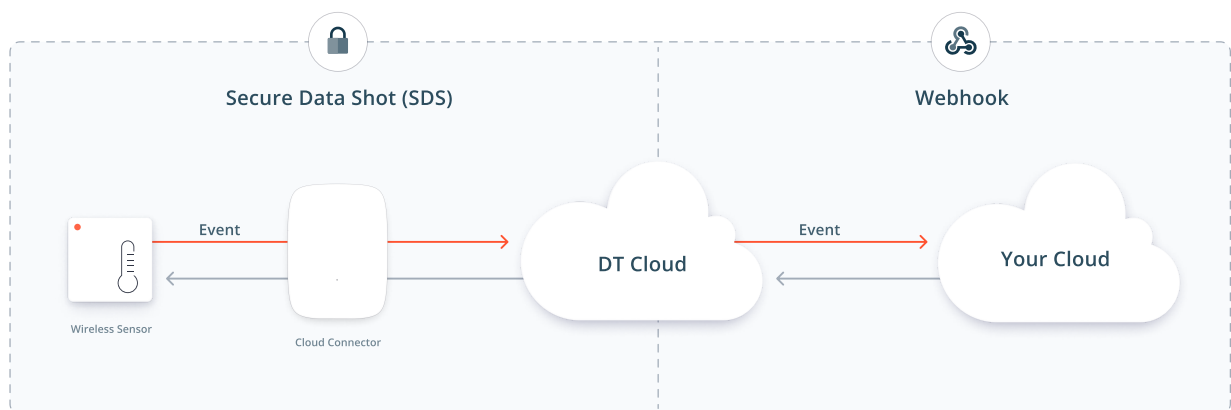 Secure Data Shot (SDS)
Webhook
Event
Event
DT Cloud
Your Cloud
Wireless Sensor
Cloud Connector